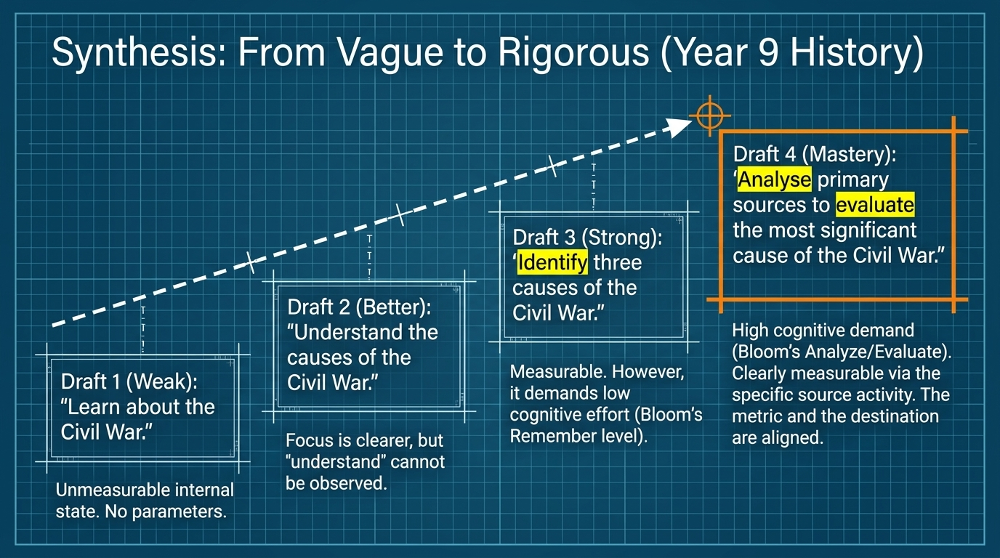 Synthesis: From Vague to Rigorous (Year 9 History)
Draft 1 (Weak):
"Learn about the
Civil War."
Unmeasurable internal
state. No parameters.
Draft 2 (Better):
"Understand the
causes of the
Civil War."
Focus is clearer, but
"understand" cannot
be observed.
Draft 3 (Strong):
'Identify three
causes of the
Civil War."
Measurable. However,
it demands low
cognitive effort (Bloom's
Remember level).
Draft 4 (Mastery):
'Analyse primary
sources to evaluate
the most significant
cause of the Civil War."
High cognitive demand
(Bloom's Analyze/Evaluate).
Clearly measurable via the
specific source activity. The
metric and the destination
are aligned.